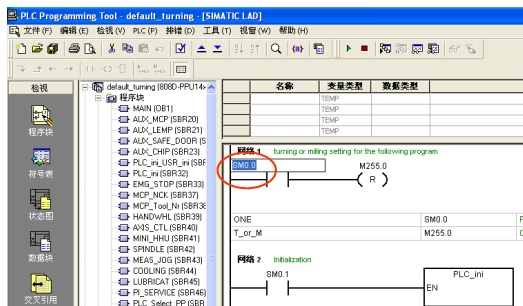 PLC Programming Tool - default_turning - [SIMATIC LAD]
文件(F) 编辑(E) 检视(V) PLC(P) 排错(D) 工具(T) 视窗(W) 帮助(H)
检视
程序块
符号表
状态图
数据块
交叉引用
default_turning (808D-PPU14x
程序块
MAIN (OB1)
AUX_MCP (SBR20)
AUX_LEMP (SBR21)
AUX_SAFE_DOOR (S
AUX_CHIP (SBR23)
PLC_ini_USR_ini (SBF
PLC_ini (SBR32)
EMG_STOP (SBR33)
MCP_NCK (SBR37)
MCP_Tool_Nr (SBR38
HANDWHL (SBR39)
AXIS_CTL (SBR40)
MINI_HHU (SBR41)
SPINDLE (SBR42)
MEAS_JOG (SBR43)
COOLING (SBR44)
LUBRICAT (SBR45)
PI_SERVICE (SBR46)
PLC_Select_PP (SBR
名称 变量类型 数据类型
TEMP
TEMP
TEMP
TEMP
网络 1 turning or milling setting for the following program
SM0.0 M255.0
R
ONE SM0.0
T_or_M M255.0
网络 2 Initialization
SM0.1 PLC_ini
EN